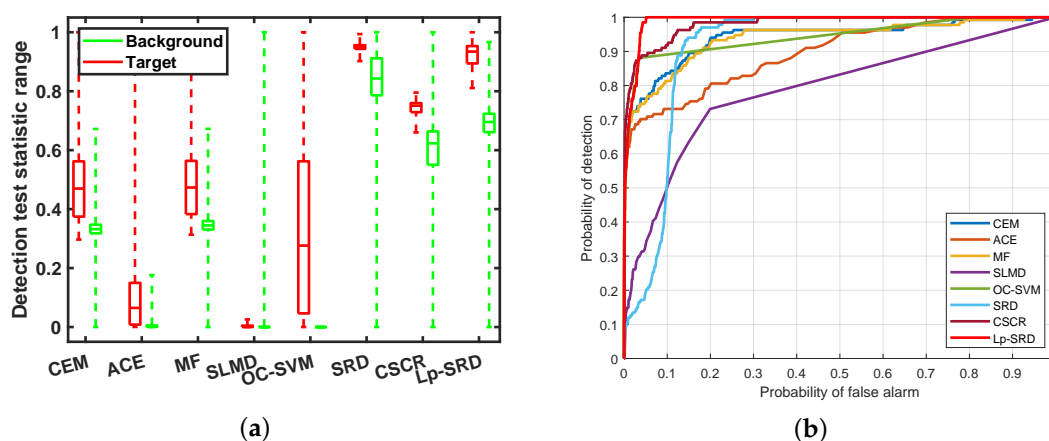 Detection test statistic range
1
0.8
0.6
0.4
0.2
0
Background
Target
CEM
ACE
MF
SLMD
OC-SVM
SRD
CSCR
Lp-SRD
(a)
Probability of detection
1
0.9
0.8
0.7
0.6
0.5
0.4
0.3
0.2
0.1
0
CEM
ACE
MF
SLMD
OC-SVM
SRD
CSCR
Lp-SRD
0 0.1 0.2 0.3 0.4 0.5 0.6 0.7 0.8 0.9
Probability of false alarm
(b)